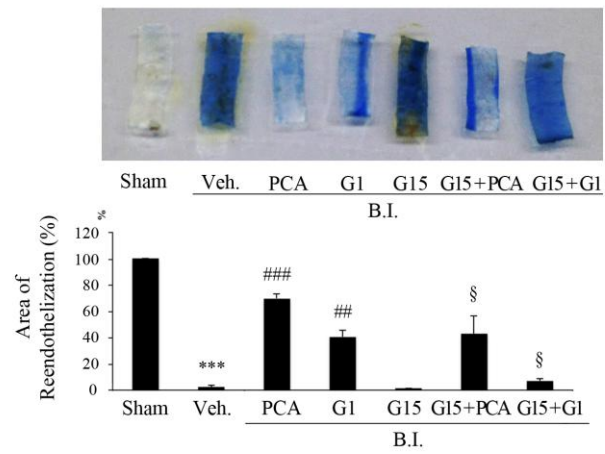 Sham Veh. PCA G1 G15 G15+PCA G15+G1
B.I.
Area of
Reendothelization (%)
%
120
100
80
60
40
20
0
***
###
##
§
§
Sham Veh. PCA G1 G15 G15+PCA G15+G1
B.I.